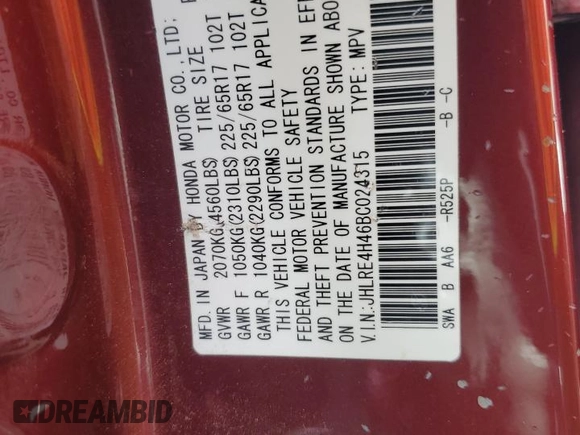 MFD. IN JAPAN BY HONDA MOTOR CO., LTD:
TIRE SIZE
GVWR 2070KG(4560LBS)
GAWR F 1050KG(2310LBS) 225/65R17 102T
GAWR R 1040KG(2290LBS) 225/65R17 102T
THIS VEHICLE CONFORMS TO ALL APPLICA
FEDERAL MOTOR VEHICLE SAFETY
AND THEFT PREVENTION STANDARDS IN EFF
ON THE DATE OF MANUFACTURE SHOWN ABO
V.I.N.:JHLRE4H46BC024315 TYPE: MPV
SWA B AA6 -R525P -B -C
DREAMBID